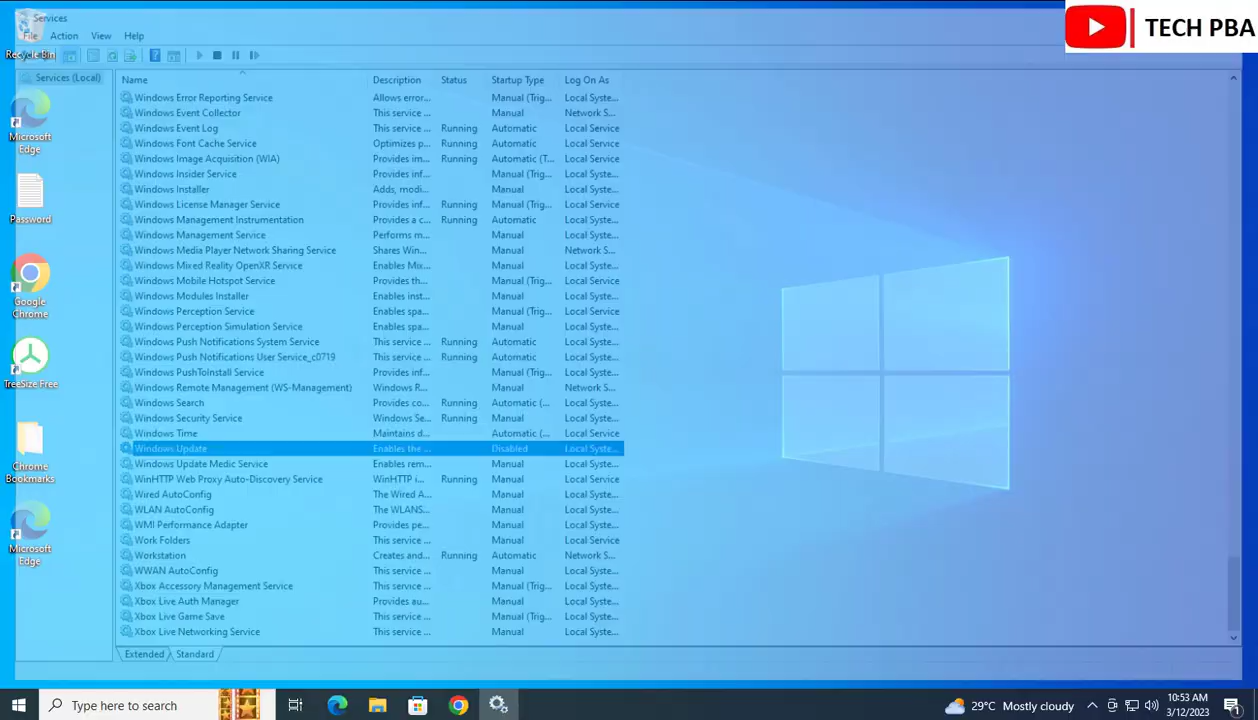 Services
TECH PBA
File Action View Help
Recycle Bin
Services (Local)
Name Description Status Startup Type Log On As
Windows Error Reporting Service Allows error... Manual (Trig... Local Syste...
Windows Event Collector This service ... Manual Network S...
Windows Event Log This service ... Running Automatic Local Service
Windows Font Cache Service Optimizes p... Running Automatic Local Service
Windows Image Acquisition (WIA) Provides im... Running Automatic (T... Local Service
Windows Insider Service Provides inf... Manual Local Syste...
Windows Installer Adds, modi... Manual Local Syste...
Windows License Manager Service Provides inf... Manual (Trig... Local Service
Windows Management Instrumentation Provides a c... Running Automatic Local Syste...
Windows Management Service Performs m... Manual Local Syste...
Windows Media Player Network Sharing Service Shares Win... Manual Network S...
Windows Mixed Reality OpenXR Service Enables Mix... Manual Local Syste...
Windows Mobile Hotspot Service Provides th... Manual (Trig... Local Service
Windows Modules Installer Enables inst... Manual Local Syste...
Windows Perception Service Enables spa... Manual (Trig... Local Service
Windows Perception Simulation Service Enables spa... Manual Local Syste...
Windows Push Notifications System Service This service ... Running Automatic Local Syste...
Windows Push Notifications User Service_c0719 This service ... Running Automatic Local Syste...
Windows PushToInstall Service Provides inf... Manual (Trig... Local Syste...
Windows Remote Management (WS-Management) Windows R... Manual Network S...
Windows Search Provides co... Running Automatic (... Local Syste...
Windows Security Service Windows Se... Running Manual Local Syste...
Windows Time Maintains d... Automatic (... Local Service
Windows Update Enables the ... Disabled Local Syste...
Windows Update Medic Service Enables rem... Manual Local Syste...
WinHTTP Web Proxy Auto-Discovery Service WinHTTP i... Running Manual Local Service
Wired AutoConfig The Wired A... Manual Local Syste...
WLAN AutoConfig The WLANS... Manual Local Syste...
WMI Performance Adapter Provides pe... Manual Local Syste...
Work Folders This service ... Manual Local Service
Workstation Creates and... Running Automatic Network S...
WWAN AutoConfig This service ... Manual Local Syste...
Xbox Accessory Management Service This service ... Manual (Trig... Local Syste...
Xbox Live Auth Manager Provides au... Manual Local Syste...
Xbox Live Game Save This service ... Manual (Trig... Local Syste...
Xbox Live Networking Service This service ... Manual Local Syste...
Extended Standard
Microsoft
Edge
Password
Google
Chrome
TreeSize Free
Chrome
Bookmarks
Microsoft
Edge
Type here to search
29°C Mostly cloudy
10:53 AM
3/12/2023
1